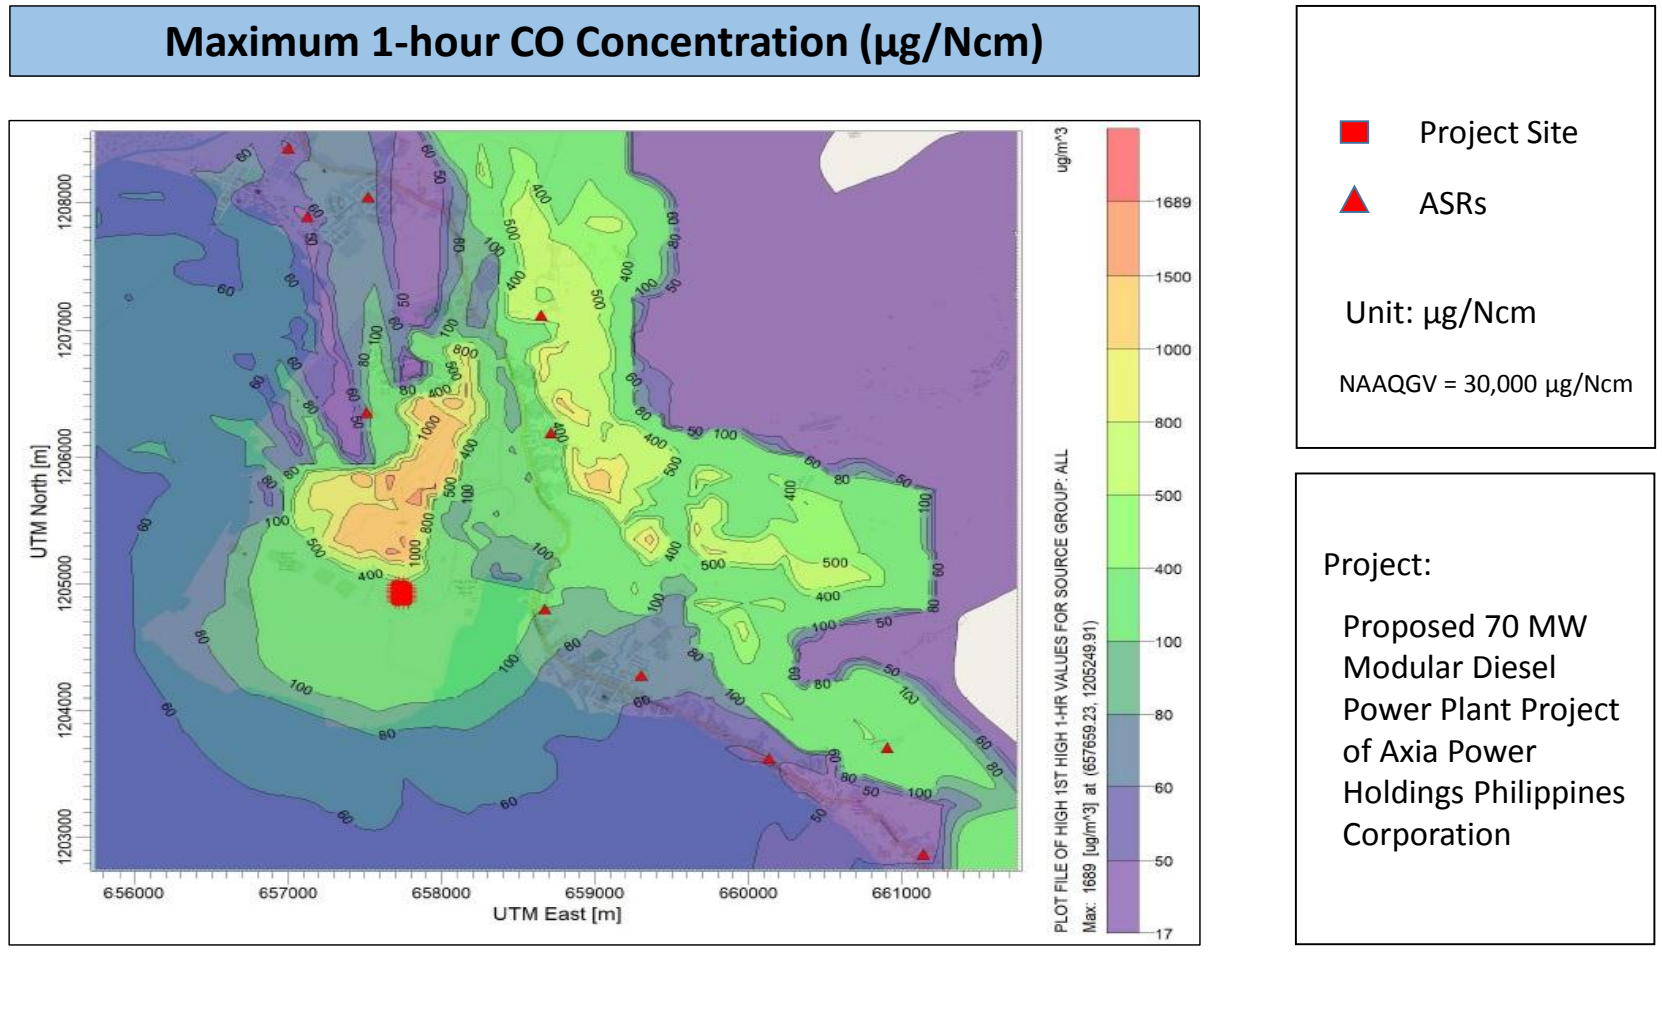 Maximum 1-hour CO Concentration (µg/Ncm)
Project Site
ASRs
Unit: µg/Ncm
NAAQGV = 30,000 µg/Ncm
Project:
Proposed 70 MW
Modular Diesel
Power Plant Project
of Axia Power
Holdings Philippines
Corporation
UTM North [m]
1208000
1207000
1206000
1205000
1204000
1203000
656000
657000
658000
659000
660000
661000
UTM East [m]
PLOT FILE OF HIGH 1ST HIGH 1-HR VALUES FOR SOURCE GROUP: ALL
Max: 1689 [ug/m^3] at (657659.23, 1205249.91)
ug/m^3
1689
1500
1000
800
500
400
100
80
60
50
17